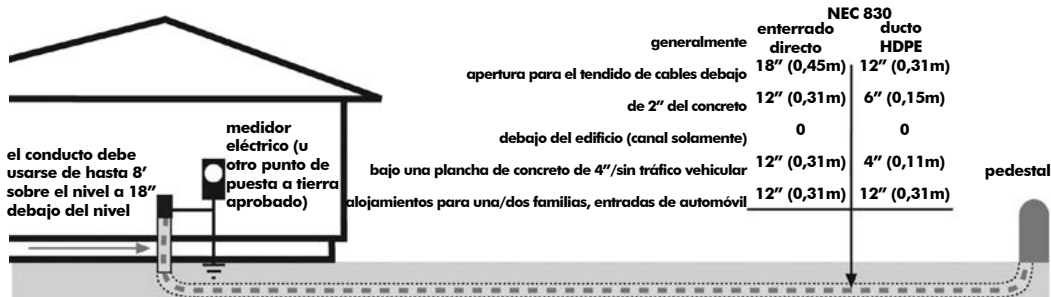 NEC 830
generalmente
enterrado
directo
ducto
HDPE
18” (0,45m) 12” (0,31m)
apertura para el tendido de cables debajo
de 2” del concreto
12” (0,31m) 6” (0,15m)
debajo del edificio (canal solamente)
0 0
bajo una plancha de concreto de 4”/sin tráfico vehicular
12” (0,31m) 4” (0,11m)
alojamientos para una/dos familias, entradas de automóvil
12” (0,31m) 12” (0,31m)
el conducto debe
usarse de hasta 8’
sobre el nivel a 18”
debajo del nivel
medidor
eléctrico (u
otro punto de
puesta a tierra
aprobado)
pedestal